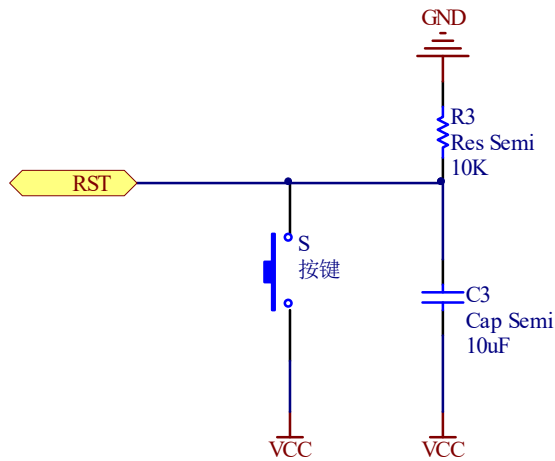 GND
R3
Res Semi
10K
RST
S
按键
C3
Cap Semi
10uF
VCC
VCC